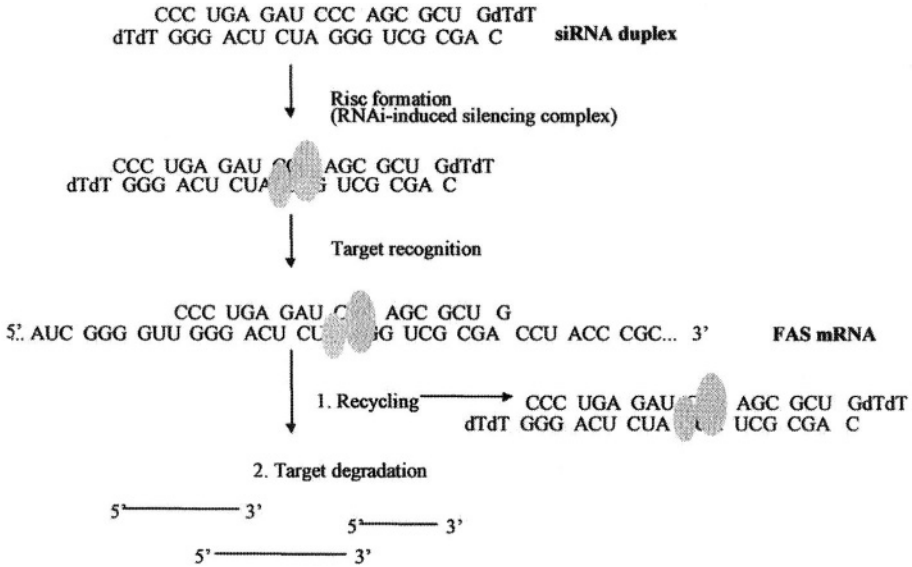 CCC UGA GAU CCC AGC GCU GdTdT
dTdT GGG ACU CUA GGG UCG CGA C
siRNA duplex
Risc formation
(RNAi-induced silencing complex)
CCC UGA GAU C AGC GCU GdTdT
dTdT GGG ACU CUA G UCG CGA C
Target recognition
CCC UGA GAU C AGC GCU G
5'.. AUC GGG GUU GGG ACU CU GG UCG CGA CCU ACC CGC... 3'
FAS mRNA
1. Recycling
CCC UGA GAU AGC GCU GdTdT
dTdT GGG ACU CUA UCG CGA C
2. Target degradation
5' 3'
5' 3'
5' 3'